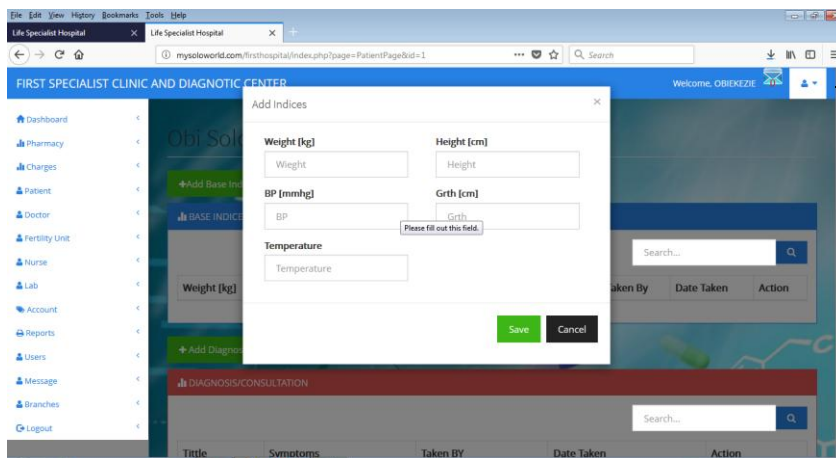 File Edit View History Bookmarks Tools Help
Life Specialist Hospital
Life Specialist Hospital
mysoloworld.com/firsthospital/index.php?page=PatientPage&id=1
Search
FIRST SPECIALIST CLINIC AND DIAGNOTIC CENTER
Welcome, OBIEKEZIE
Dashboard
Pharmacy
Charges
Patient
Doctor
Fertility Unit
Nurse
Lab
Account
Reports
Users
Message
Branches
Logout
Obi Solo
+Add Base Ind
BASE INDICE
Search...
Weight [kg] Taken By Date Taken Action
Add Indices
Weight [kg] Height [cm]
Wieght Height
BP [mmhg] Grth [cm]
BP Grth
Please fill out this field.
Temperature
Temperature
Save Cancel
+ Add Diagnos
DIAGNOSIS/CONSULTATION
Search...
Tittle Symptoms Taken BY Date Taken Action